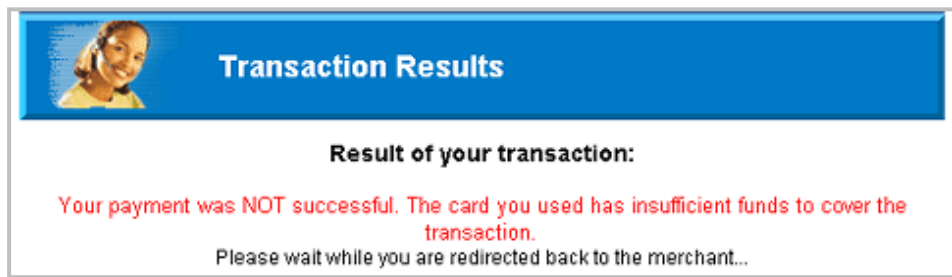 Transaction Results
Result of your transaction:
Your payment was NOT successful. The card you used has insufficient funds to cover the
transaction.
Please wait while you are redirected back to the merchant...